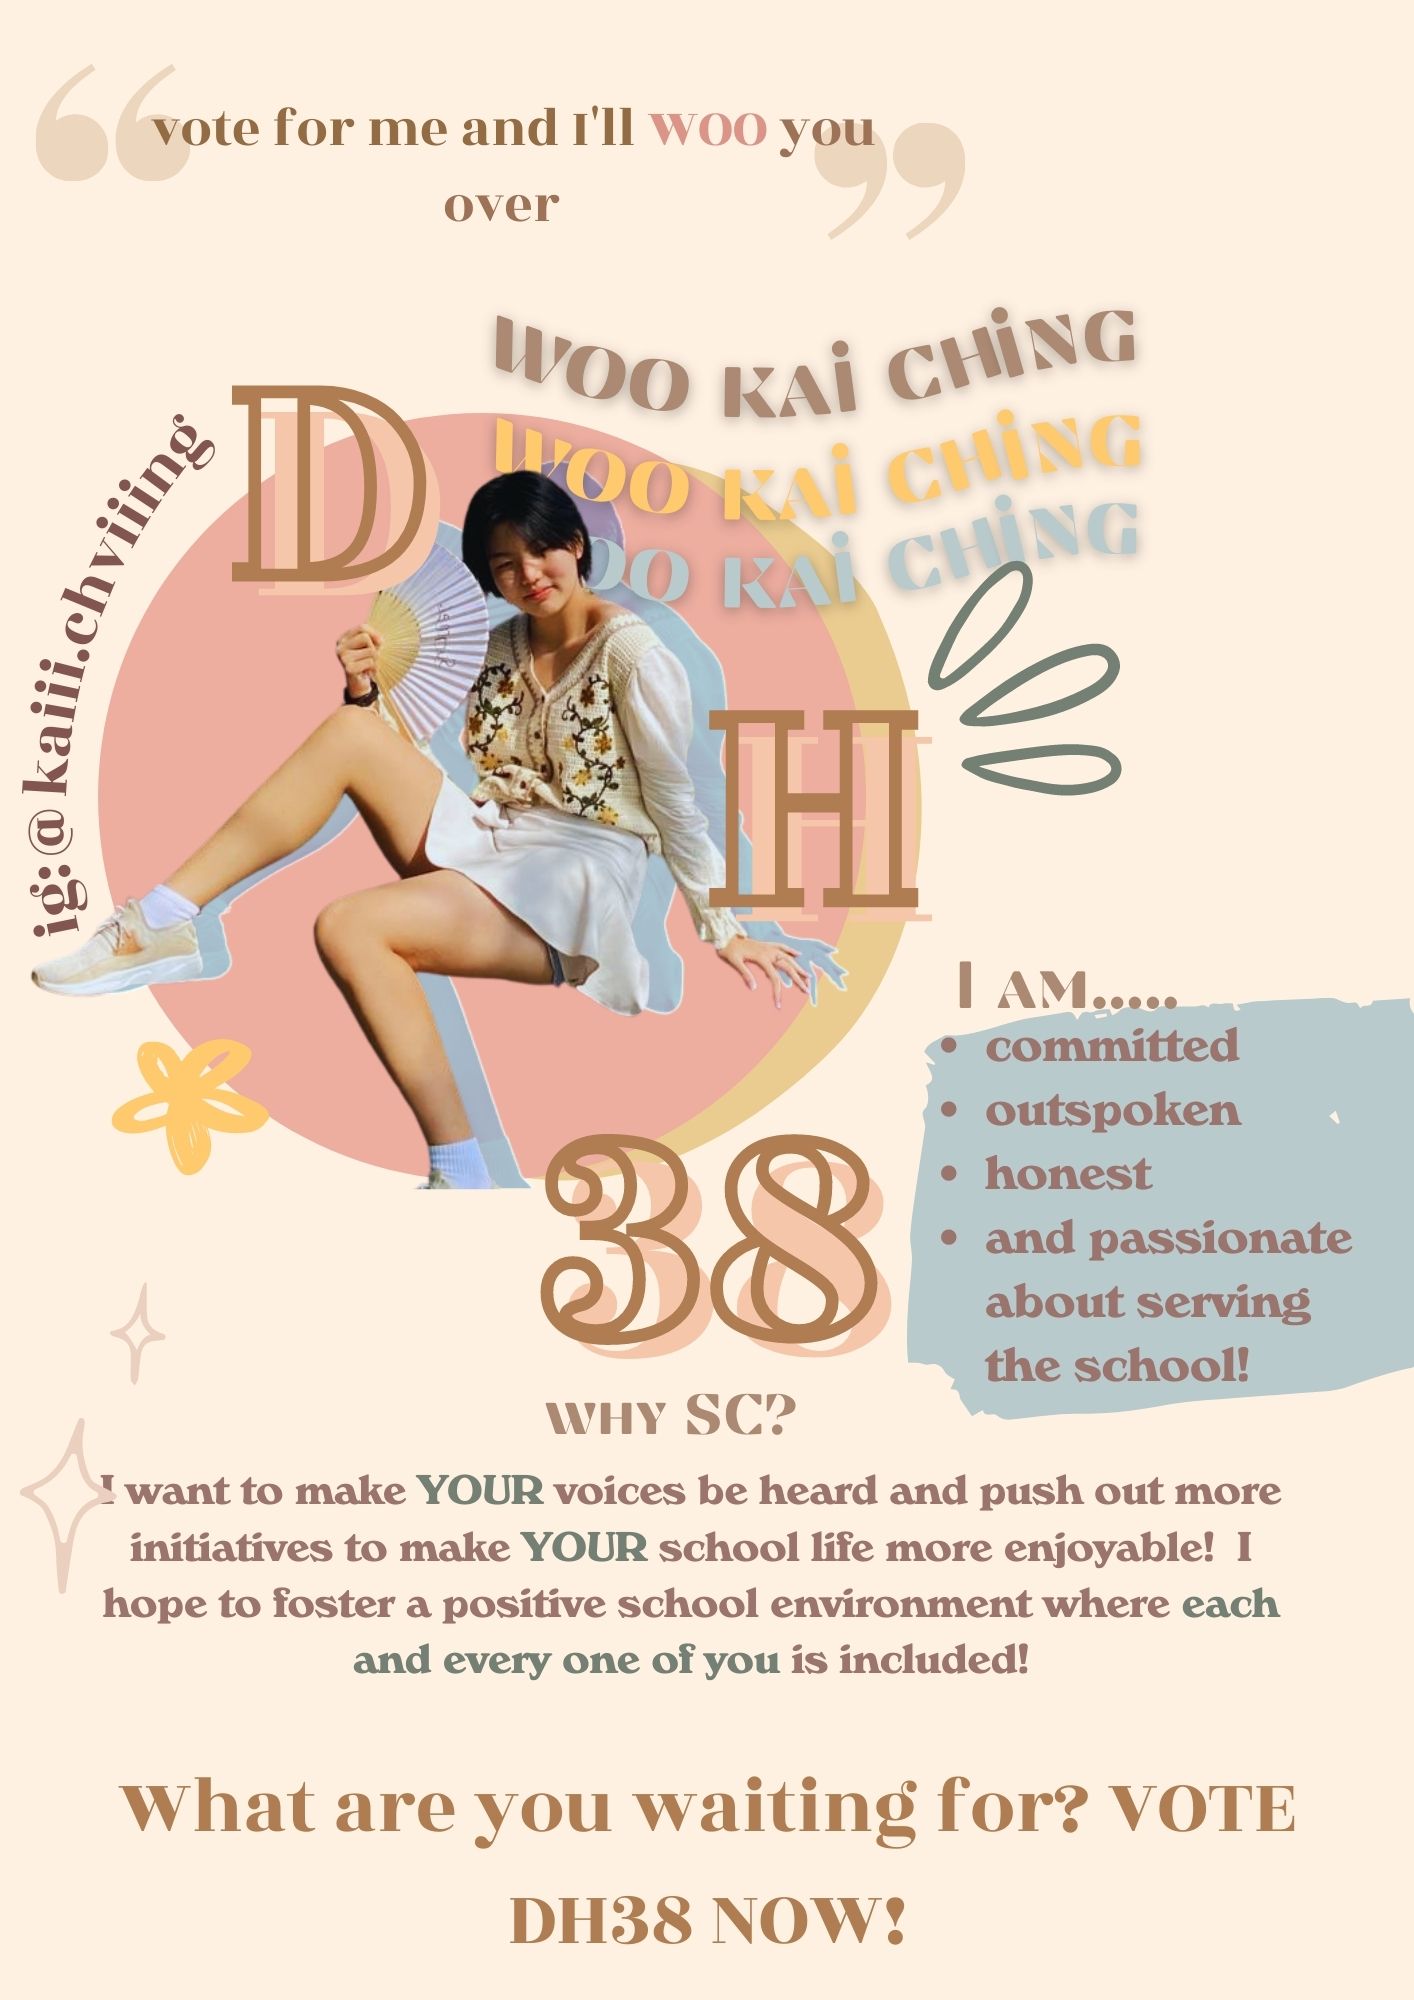 vote for me and I'll WOO you
over
WOO KAI CHING
WOO KAI CHING
OO KAI CHING
ig:@kaiii.chviiing
D
H
38
I AM.....
• committed
• outspoken
• honest
• and passionate
about serving
the school!
WHY SC?
I want to make YOUR voices be heard and push out more
initiatives to make YOUR school life more enjoyable! I
hope to foster a positive school environment where each
and every one of you is included!
What are you waiting for? VOTE
DH38 NOW!